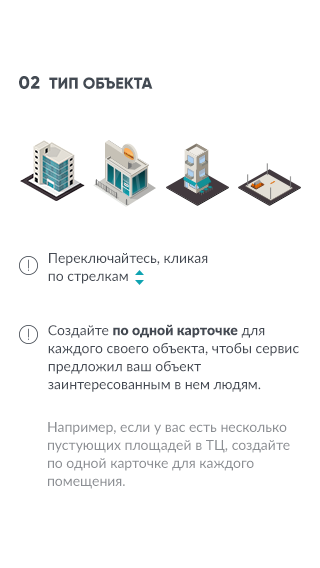 02 ТИП ОБЪЕКТА
Переключайтесь, кликая
по стрелкам
Создайте по одной карточке для
каждого своего объекта, чтобы сервис
предложил ваш объект
заинтересованным в нем людям.
Например, если у вас есть несколько
пустующих площадей в ТЦ, создайте
по одной карточке для каждого
помещения.